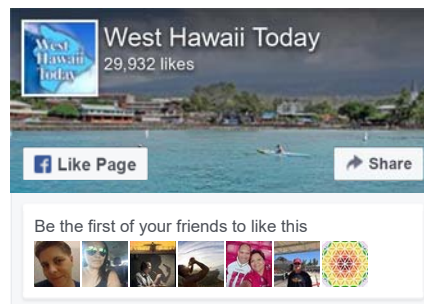 West
Hawaii
Today
West Hawaii Today
29,932 likes
Like Page
Share
Be the first of your friends to like this